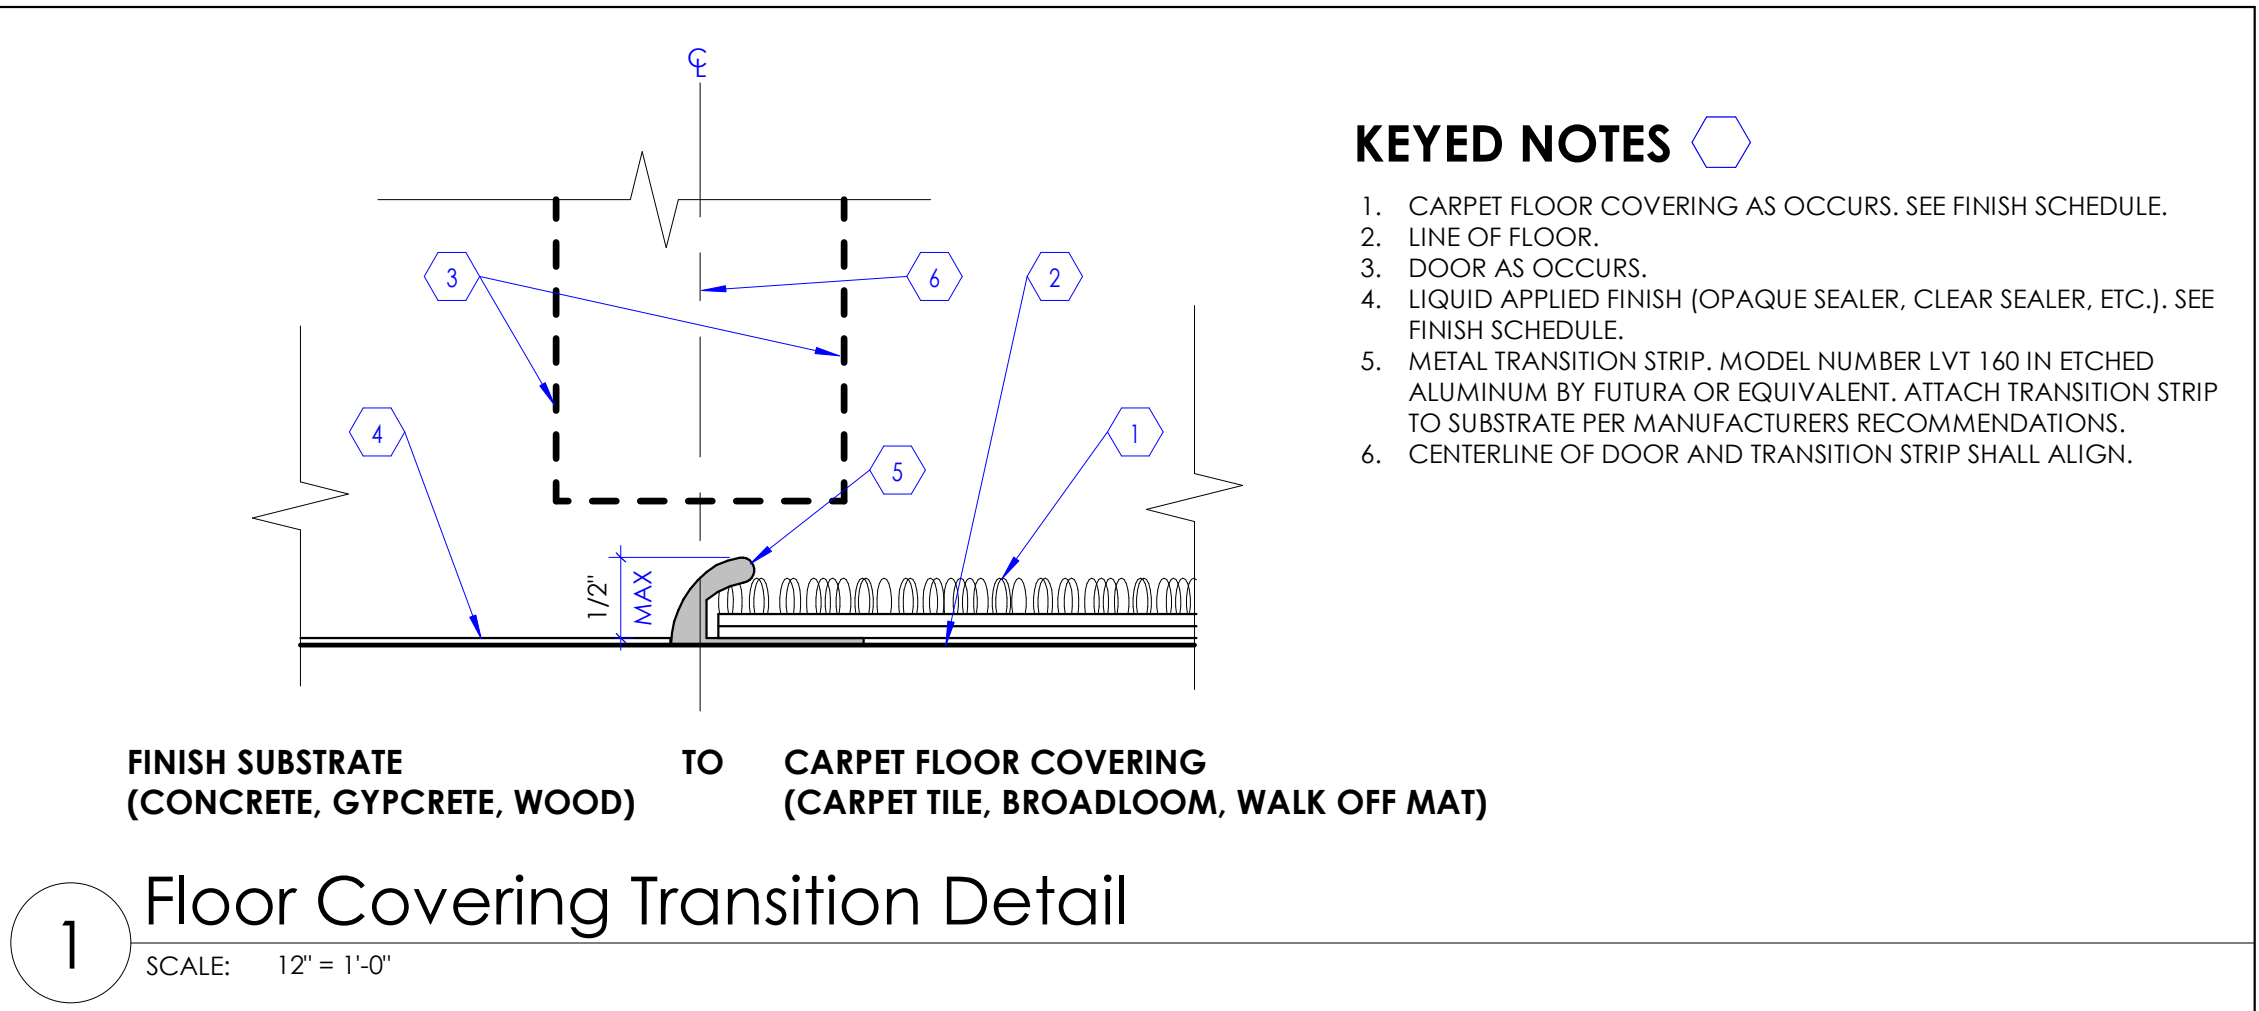 ℄
KEYED NOTES
1. CARPET FLOOR COVERING AS OCCURS. SEE FINISH SCHEDULE.
2. LINE OF FLOOR.
3. DOOR AS OCCURS.
4. LIQUID APPLIED FINISH (OPAQUE SEALER, CLEAR SEALER, ETC.). SEE
FINISH SCHEDULE.
5. METAL TRANSITION STRIP. MODEL NUMBER LVT 160 IN ETCHED
ALUMINUM BY FUTURA OR EQUIVALENT. ATTACH TRANSITION STRIP
TO SUBSTRATE PER MANUFACTURERS RECOMMENDATIONS.
6. CENTERLINE OF DOOR AND TRANSITION STRIP SHALL ALIGN.
3
6
2
4
5
1
1/2"
MAX
FINISH SUBSTRATE TO CARPET FLOOR COVERING
(CONCRETE, GYPCRETE, WOOD) (CARPET TILE, BROADLOOM, WALK OFF MAT)
1 Floor Covering Transition Detail
SCALE: 12" = 1'-0"